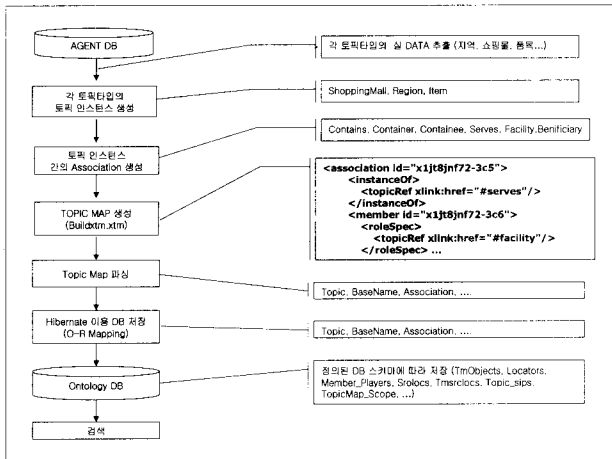 AGENT DB
각 토픽타입의 실 DATA 추출 (지역, 쇼핑몰, 품목...)
각 토픽타입의
토픽 인스턴스 생성
ShoppingMall, Region, Item
토픽 인스턴스
간의 Association 생성
Contains, Container, Containee, Serves, Facility,Benificiary
TOPIC MAP 생성
(Buildxtm.xtm)
<association id="x1jt8jnf72-3c5">
<instanceOf>
<topicRef xlink:href="#serves"/>
</instanceOf>
<member id="x1jt8jnf72-3c6">
<roleSpec>
<topicRef xlink:href="#facility"/>
</roleSpec> ...
Topic Map 파싱
Topic, BaseName, Association, ....
Hibernate 이용 DB 저장
(O-R Mapping)
Topic, BaseName, Association, ....
Ontology DB
정의된 DB 스키마에 따라 저장 (TmObjects, Locators,
Member_Players, Srolocs, Tmsrclocs, Topic_sips,
TopicMap_Scope, ...)
검색